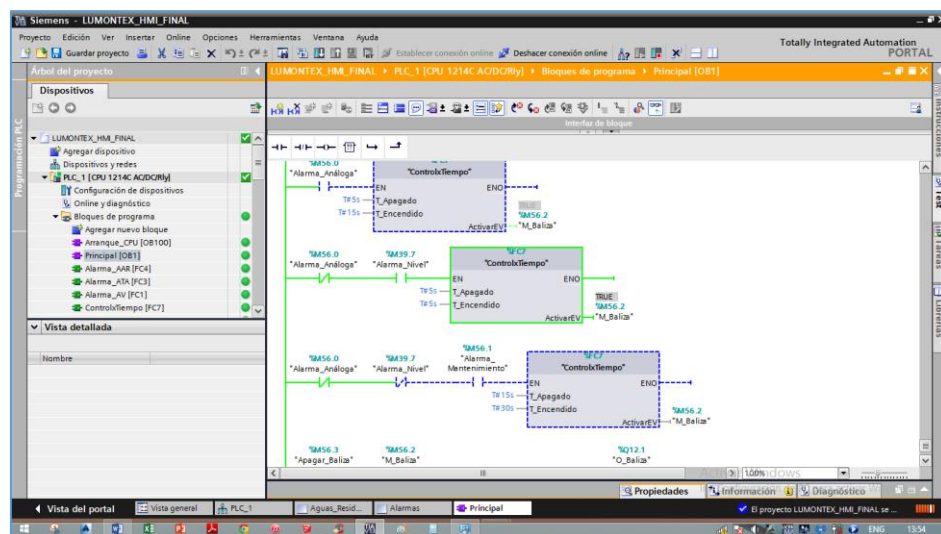 Siemens - LUMONTEX_HMI_FINAL
Proyecto Edición Ver Insertar Online Opciones Herramientas Ventana Ayuda
Totally Integrated Automation
PORTAL
Guardar proyecto
Establecer conexión online
Deshacer conexión online
Árbol del proyecto
LUMONTEX_HMI_FINAL ▸ PLC_1 [CPU 1214C AC/DC/Rly] ▸ Bloques de programa ▸ Principal [OB1]
Dispositivos
Interfaz de bloque
Programación PLC
LUMONTEX_HMI_FINAL
Agregar dispositivo
Dispositivos y redes
PLC_1 [CPU 1214C AC/DC/Rly]
Configuración de dispositivos
Online y diagnóstico
Bloques de programa
Agregar nuevo bloque
Arranque_CPU [OB100]
Principal [OB1]
Alarma_AAR [FC4]
Alarma_ATA [FC3]
Alarma_AV [FC1]
ControlxTiempo [FC7]
Vista detallada
Nombre
%M56.0
"Alarma_Análoga"
"ControlxTiempo"
EN ENO
T#5s T_Apagado
T#15s T_Encendido
TRUE
%M56.2
ActivarEV "M_Baliza"
%M56.0 %M39.7 %FC7
"Alarma_Análoga" "Alarma_Nivel" "ControlxTiempo"
EN ENO
T#5s T_Apagado
T#5s T_Encendido
TRUE
%M56.2
ActivarEV "M_Baliza"
%M56.1
%M56.0 %M39.7 "Alarma_ %FC7
"Alarma_Análoga" "Alarma_Nivel" Mantenimiento" "ControlxTiempo"
EN ENO
T#15s T_Apagado
T#30s T_Encendido
%M56.2
ActivarEV "M_Baliza"
%M56.3 %M56.2 %Q12.1
"Apagar_Baliza" "M_Baliza" "O_Baliza"
100%
Propiedades Información Diagnóstico
Vista del portal Vista general PLC_1 Aguas_Resid... Alarmas Principal
El proyecto LUMONTEX_HMI_FINAL se ...
ENG 13:54
Instrucciones
Test
Tareas
Librerías